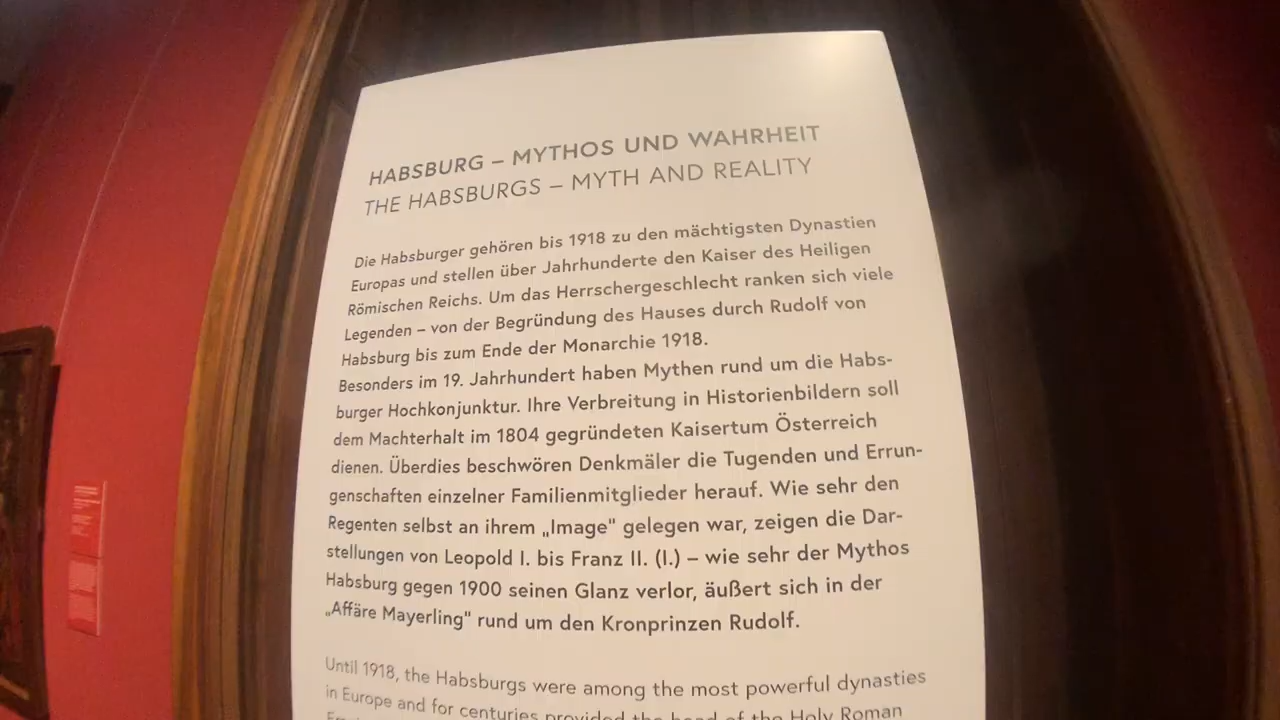 HABSBURG – MYTHOS UND WAHRHEIT
THE HABSBURGS – MYTH AND REALITY
Die Habsburger gehören bis 1918 zu den mächtigsten Dynastien
Europas und stellen über Jahrhunderte den Kaiser des Heiligen
Römischen Reichs. Um das Herrschergeschlecht ranken sich viele
Legenden – von der Begründung des Hauses durch Rudolf von
Habsburg bis zum Ende der Monarchie 1918.
Besonders im 19. Jahrhundert haben Mythen rund um die Habs-
burger Hochkonjunktur. Ihre Verbreitung in Historienbildern soll
dem Machterhalt im 1804 gegründeten Kaisertum Österreich
dienen. Überdies beschwören Denkmäler die Tugenden und Errun-
genschaften einzelner Familienmitglieder herauf. Wie sehr den
Regenten selbst an ihrem „Image" gelegen war, zeigen die Dar-
stellungen von Leopold I. bis Franz II. (I.) – wie sehr der Mythos
Habsburg gegen 1900 seinen Glanz verlor, äußert sich in der
„Affäre Mayerling" rund um den Kronprinzen Rudolf.
Until 1918, the Habsburgs were among the most powerful dynasties
in Europe and for centuries provided the head of the Holy Roman